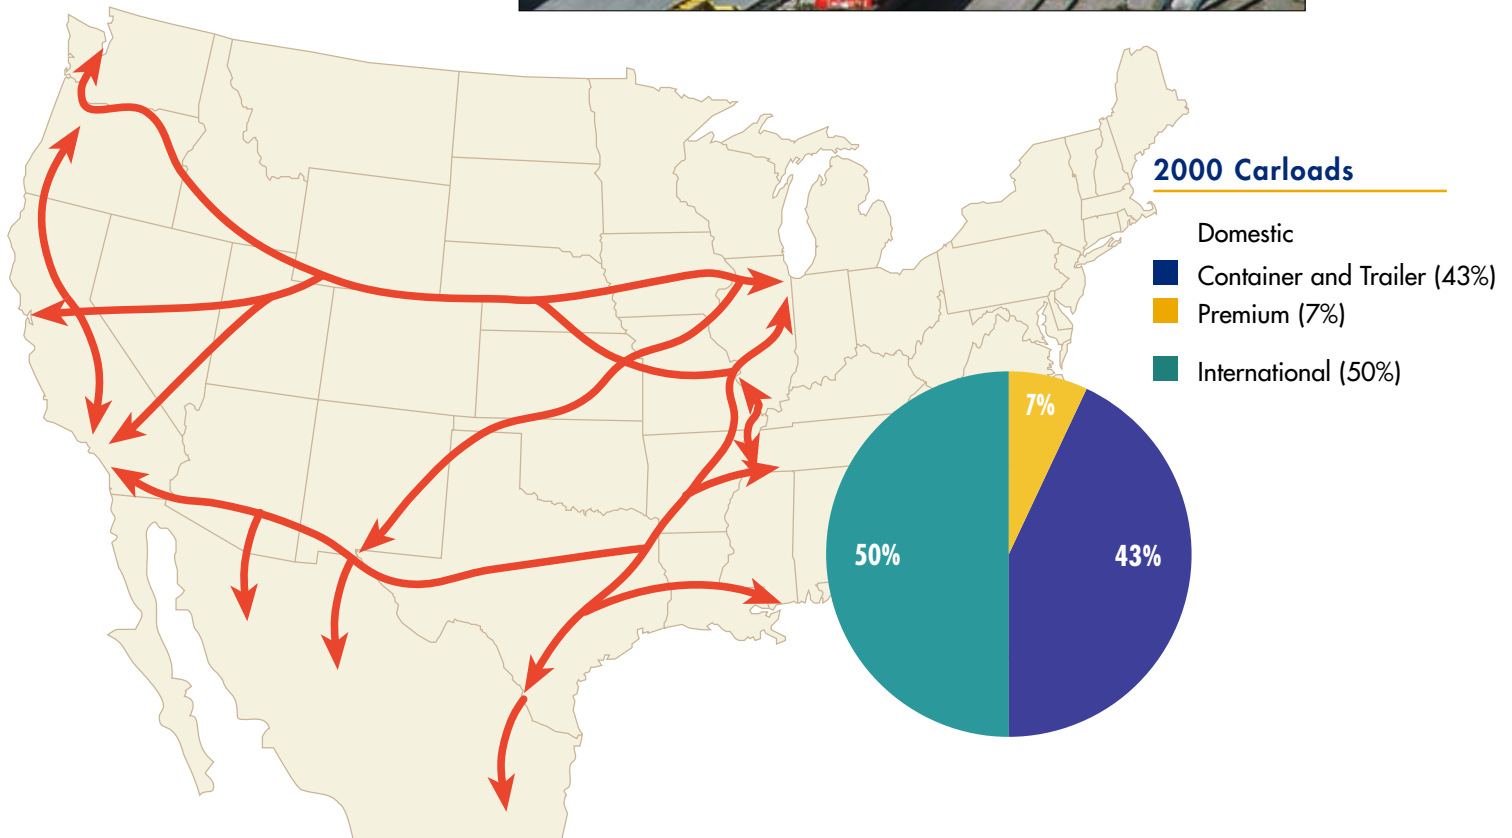 2000 Carloads
Domestic
Container and Trailer (43%)
Premium (7%)
International (50%)
7%
50%
43%